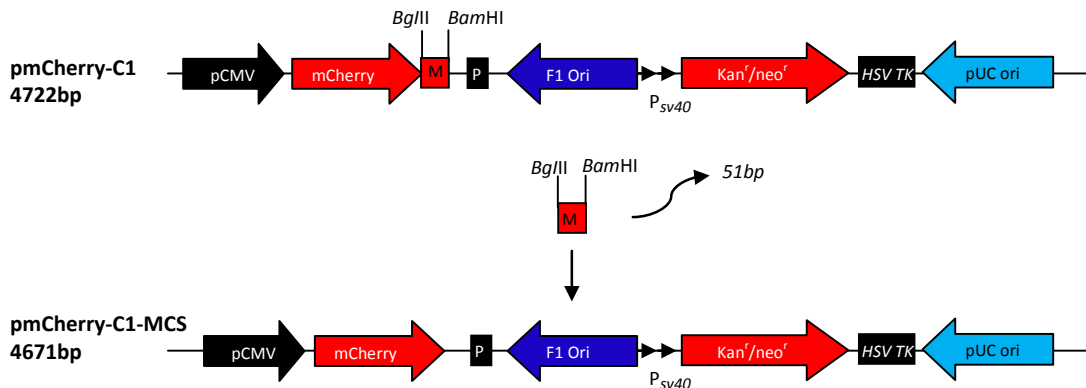 BglII BamHI
pmCherry-C1
4722bp
pCMV mCherry M P F1 Ori Kanʳ/neoʳ HSV TK pUC ori
Psv40
BglII BamHI 51bp
M
pmCherry-C1-MCS
4671bp
pCMV mCherry P F1 Ori Kanʳ/neoʳ HSV TK pUC ori
Psv40